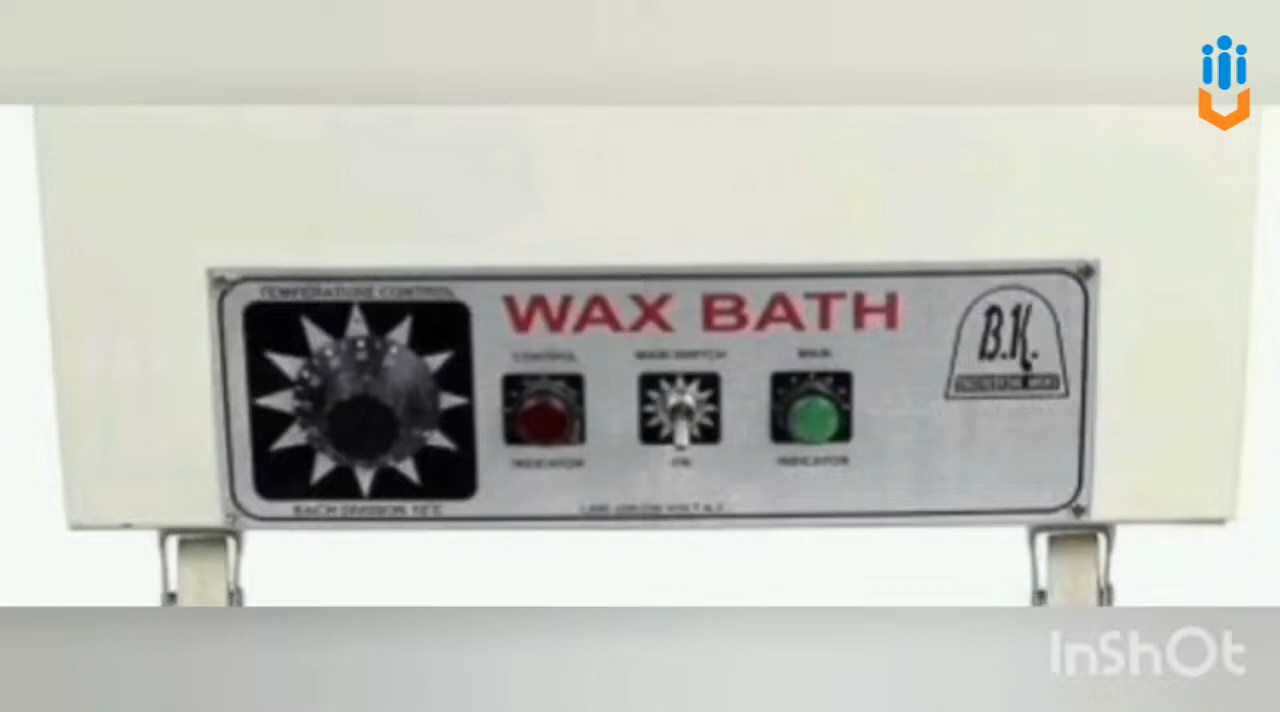 TEMPERATURE CONTROL
WAX BATH
B.K.
CONTROL
MAIN SWITCH
MAIN
INDICATOR
ON
INDICATOR
EACH DIVISION 10°C
InShOt